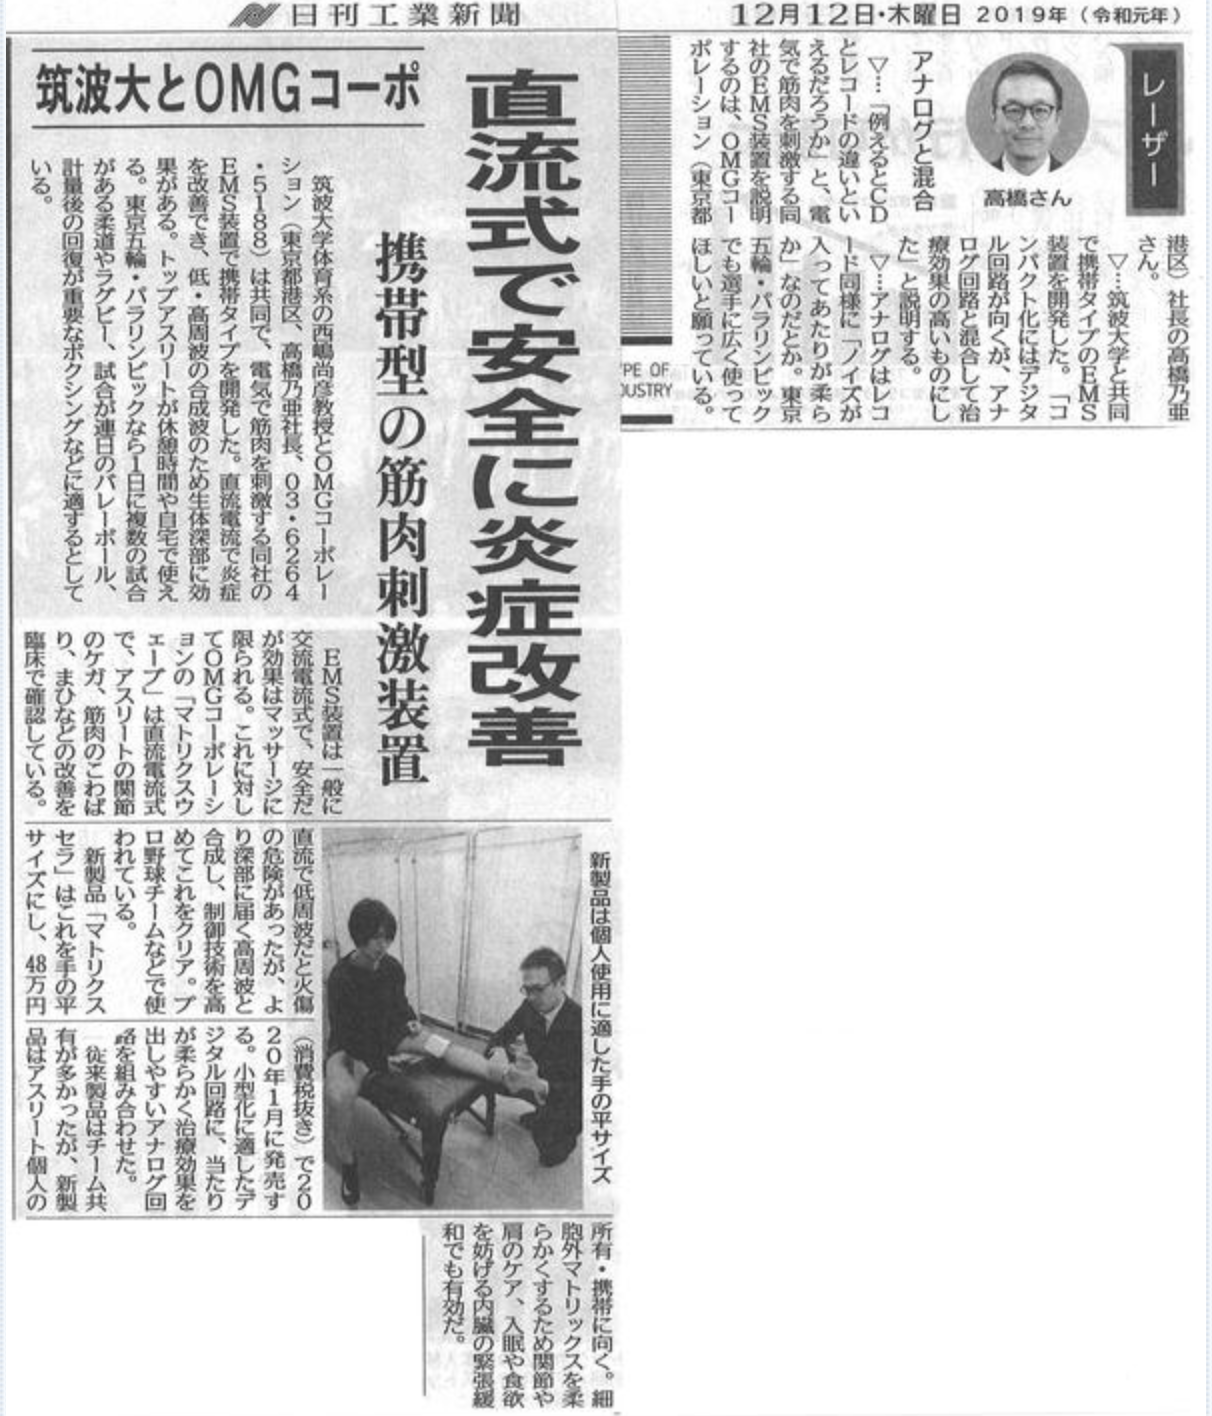 日刊工業新聞
12月12日・木曜日 2019年（令和元年）
筑波大とOMGコーポ
直流式で安全に炎症改善
携帯型の筋肉刺激装置
筑波大学体育系の西嶋尚彦教授とOMGコーポレー
ション（東京都港区、高橋乃亜社長、03・6264
・5188）は共同で、電気で筋肉を刺激する同社の
EMS装置で携帯タイプを開発した。直流電流で炎症
を改善でき、低・高周波の合成波のため生体深部に効
果がある。トップアスリートが休憩時間や自宅で使え
る。東京五輪・パラリンピックなら1日に複数の試合
がある柔道やラグビー、試合が連日のバレーボール、
計量後の回復が重要なボクシングなどに適するとして
いる。
EMS装置は一般に
交流電流式で、安全だ
が効果はマッサージに
限られる。これに対し
てOMGコーポレーシ
ョンの「マトリクスウ
ェーブ」は直流電流式
で、アスリートの関節
のケガ、筋肉のこわば
り、まひなどの改善を
臨床で確認している。
直流で低周波だと火傷
の危険があったが、よ
り深部に届く高周波と
合成し、制御技術を高
めてこれをクリア。プ
ロ野球チームなどで使
われている。
新製品「マトリクス
セラ」はこれを手の平
サイズにし、48万円
（消費税抜き）で20
20年1月に発売す
る。小型化に適したデ
ジタル回路に、当たり
が柔らかく治療効果を
出しやすいアナログ回
路を組み合わせた。
従来製品はチーム共
有が多かったが、新製
品はアスリート個人の
所有・携帯に向く。細
胞外マトリックスを柔
らかくするため関節や
肩のケア、入眠や食欲
を妨げる内臓の緊張緩
和でも有効だ。
新製品は個人使用に適した手の平サイズ
レーザー
高橋さん
アナログと混合
▽…「例えるとCD
とレコードの違いとい
えるだろうか」と、電
気で筋肉を刺激する同
社のEMS装置を説明
するのは、OMGコー
ポレーション（東京都
港区）社長の高橋乃亜
さん。
▽…筑波大学と共同
で携帯タイプのEMS
装置を開発した。「コ
ンパクト化にはデジタ
ル回路が向くが、アナ
ログ回路と混合して治
療効果の高いものにし
た」と説明する。
▽…アナログはレコ
ード同様に「ノイズが
入ってあたりが柔ら
か」なのだとか。東京
五輪・パラリンピック
でも選手に広く使って
ほしいと願っている。
YPE OF
DUSTRY